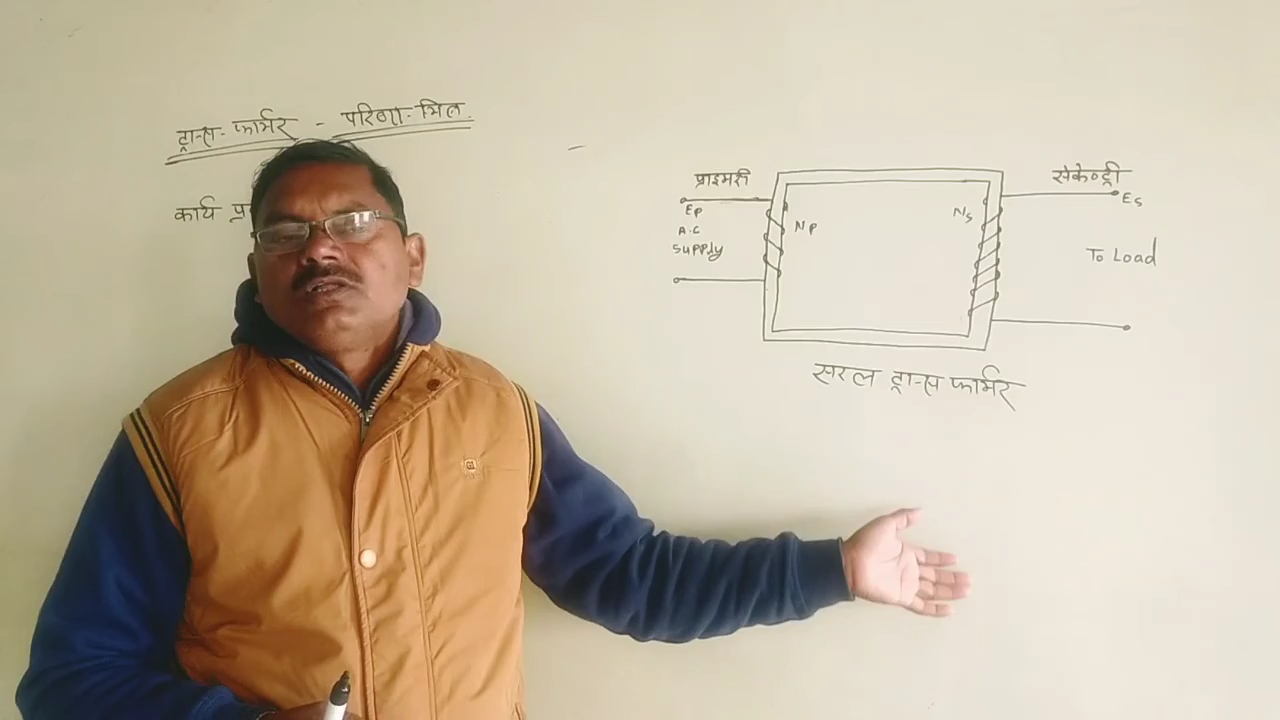 ट्रान्स-फार्मर - परिणा-मित्र
कार्य
प्राइमरी
सेकेण्ड्री
EP
ES
A.C
NP
NS
supply
To Load
सरल ट्रान्स फार्मर